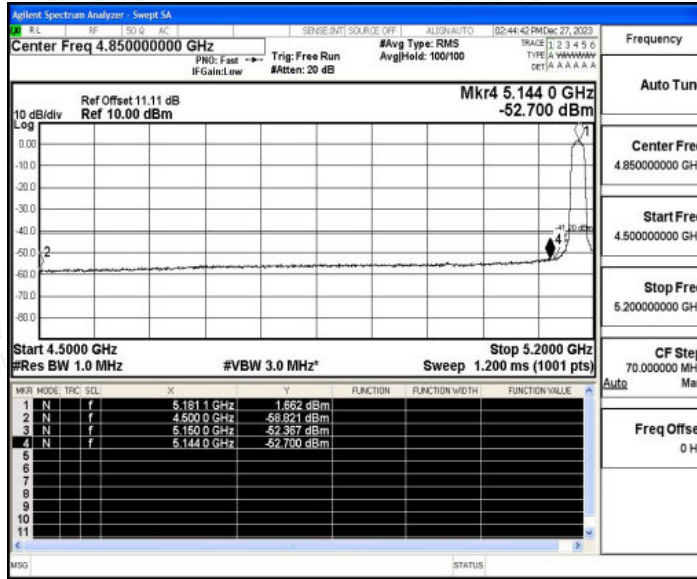 Agilent Spectrum Analyzer - Swept SA
RL RF 50 Ω AC SENSE:INT SOURCE OFF ALIGNAUTO 02:44:42 PM Dec 27, 2023
Center Freq 4.850000000 GHz
PNO: Fast
IFGain:Low
Trig: Free Run
#Atten: 20 dB
#Avg Type: RMS
Avg|Hold: 100/100
TRACE 1 2 3 4 5 6
TYPE A WWWWW
DET A A A A A A
Ref Offset 11.11 dB
Ref 10.00 dBm
10 dB/div
Log
Mkr4 5.144 0 GHz
-52.700 dBm
1
0.00
-10.0
-20.0
-30.0
-40.0
-41.20 dBm
4
2
-50.0
-60.0
-70.0
-80.0
Start 4.5000 GHz Stop 5.2000 GHz
#Res BW 1.0 MHz #VBW 3.0 MHz* Sweep 1.200 ms (1001 pts)
MKR MODE TRC SCL X Y FUNCTION FUNCTION WIDTH FUNCTION VALUE
1 N f 5.181 1 GHz 1.662 dBm
2 N f 4.500 0 GHz -58.821 dBm
3 N f 5.150 0 GHz -52.367 dBm
4 N f 5.144 0 GHz -52.700 dBm
5
6
7
8
9
10
11
MSG STATUS
Frequency
Auto Tun
Center Fre
4.850000000 GH
Start Fre
4.500000000 GH
Stop Fre
5.200000000 GH
CF Ste
70.000000 MH
Auto Ma
Freq Offse
0 H